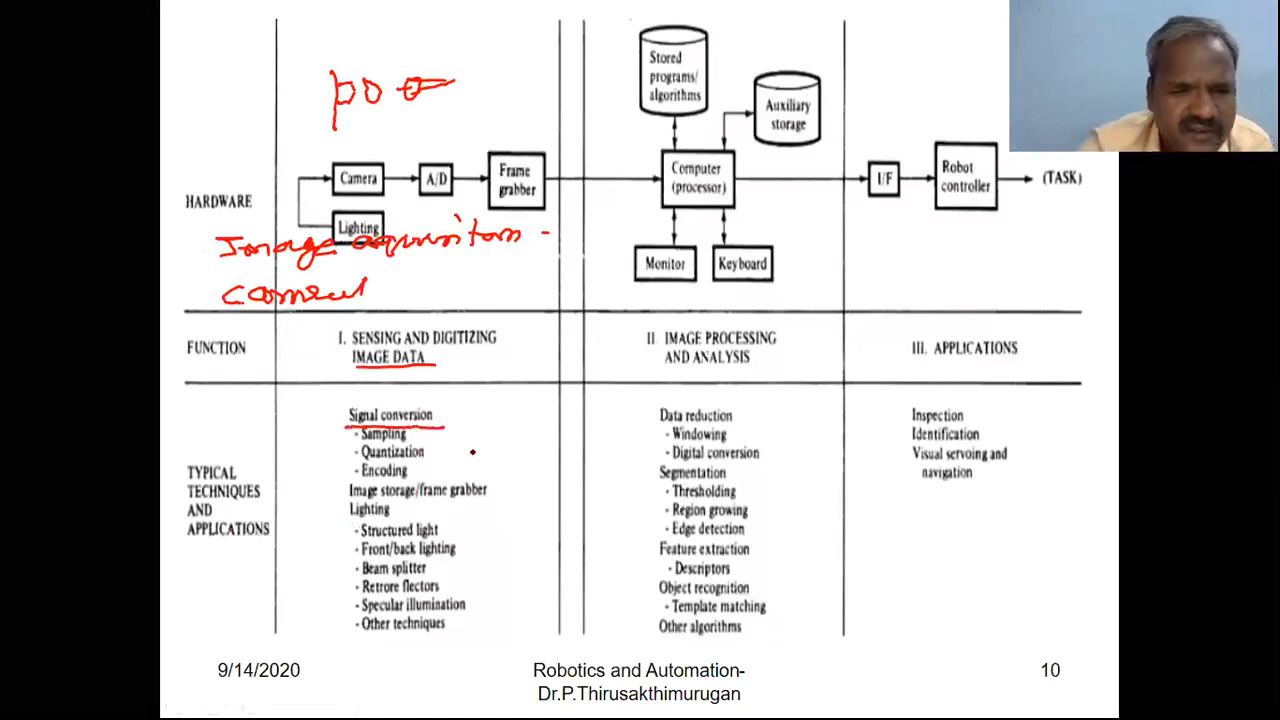 Stored
programs/
algorithms
Auxiliary
storage
HARDWARE
Camera
A/D
Frame
grabber
Computer
(processor)
I/F
Robot
controller
(TASK)
Lighting
Image
Monitor
Keyboard
FUNCTION
I. SENSING AND DIGITIZING
IMAGE DATA
II IMAGE PROCESSING
AND ANALYSIS
III. APPLICATIONS
TYPICAL
TECHNIQUES
AND
APPLICATIONS
Signal conversion
- Sampling
- Quantization
- Encoding
Image storage/frame grabber
Lighting
- Structured light
- Front/back lighting
- Beam splitter
- Retrore flectors
- Specular illumination
- Other techniques
Data reduction
- Windowing
- Digital conversion
Segmentation
- Thresholding
- Region growing
- Edge detection
Feature extraction
- Descriptors
Object recognition
- Template matching
Other algorithms
Inspection
Identification
Visual servoing and
navigation
9/14/2020
Robotics and Automation-
Dr.P.Thirusakthimurugan
10